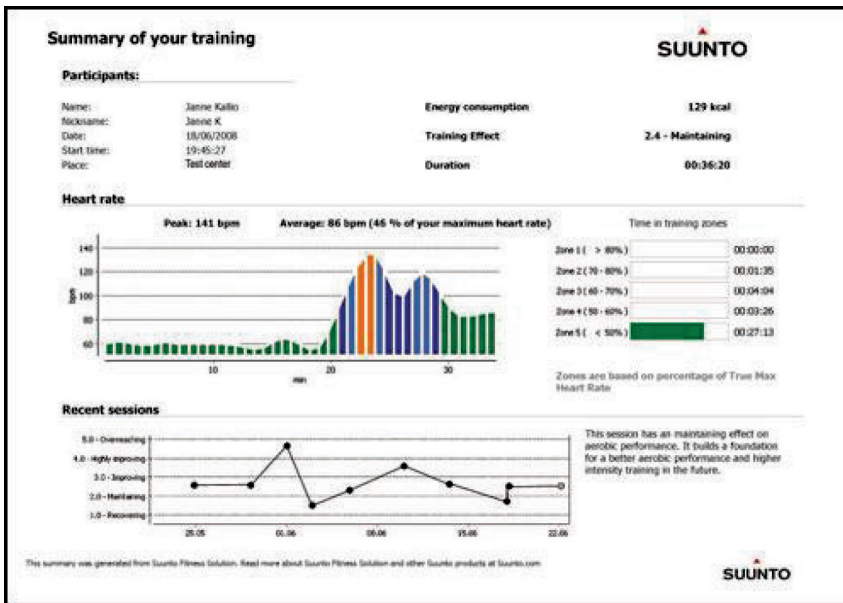 Summary of your training
SUUNTO
Participants:
Name: Janne Kallio
Nickname: Janne K
Date: 18/06/2008
Start time: 19:45:27
Place: Test center
Energy consumption 129 kcal
Training Effect 2.4 - Maintaining
Duration 00:36:20
Heart rate
Peak: 141 bpm Average: 86 bpm (46 % of your maximum heart rate)
140
120
100
80
60
bpm
10 20 30
min
Time in training zones
Zone 1 ( > 80% ) 00:00:00
Zone 2 (70 - 80% ) 00:01:35
Zone 3 (60 - 70% ) 00:04:04
Zone 4 (50 - 60% ) 00:03:26
Zone 5 ( < 50% ) 00:27:13
Zones are based on percentage of True Max
Heart Rate
Recent sessions
5.0 - Overreaching
4.0 - Highly improving
3.0 - Improving
2.0 - Maintaining
1.0 - Recovering
25.05 01.06 08.06 15.06 22.06
This session has an maintaining effect on
aerobic performance. It builds a foundation
for a better aerobic performance and higher
intensity training in the future.
This summary was generated from Suunto Fitness Solution. Read more about Suunto Fitness Solution and other Suunto products at Suunto.com
SUUNTO